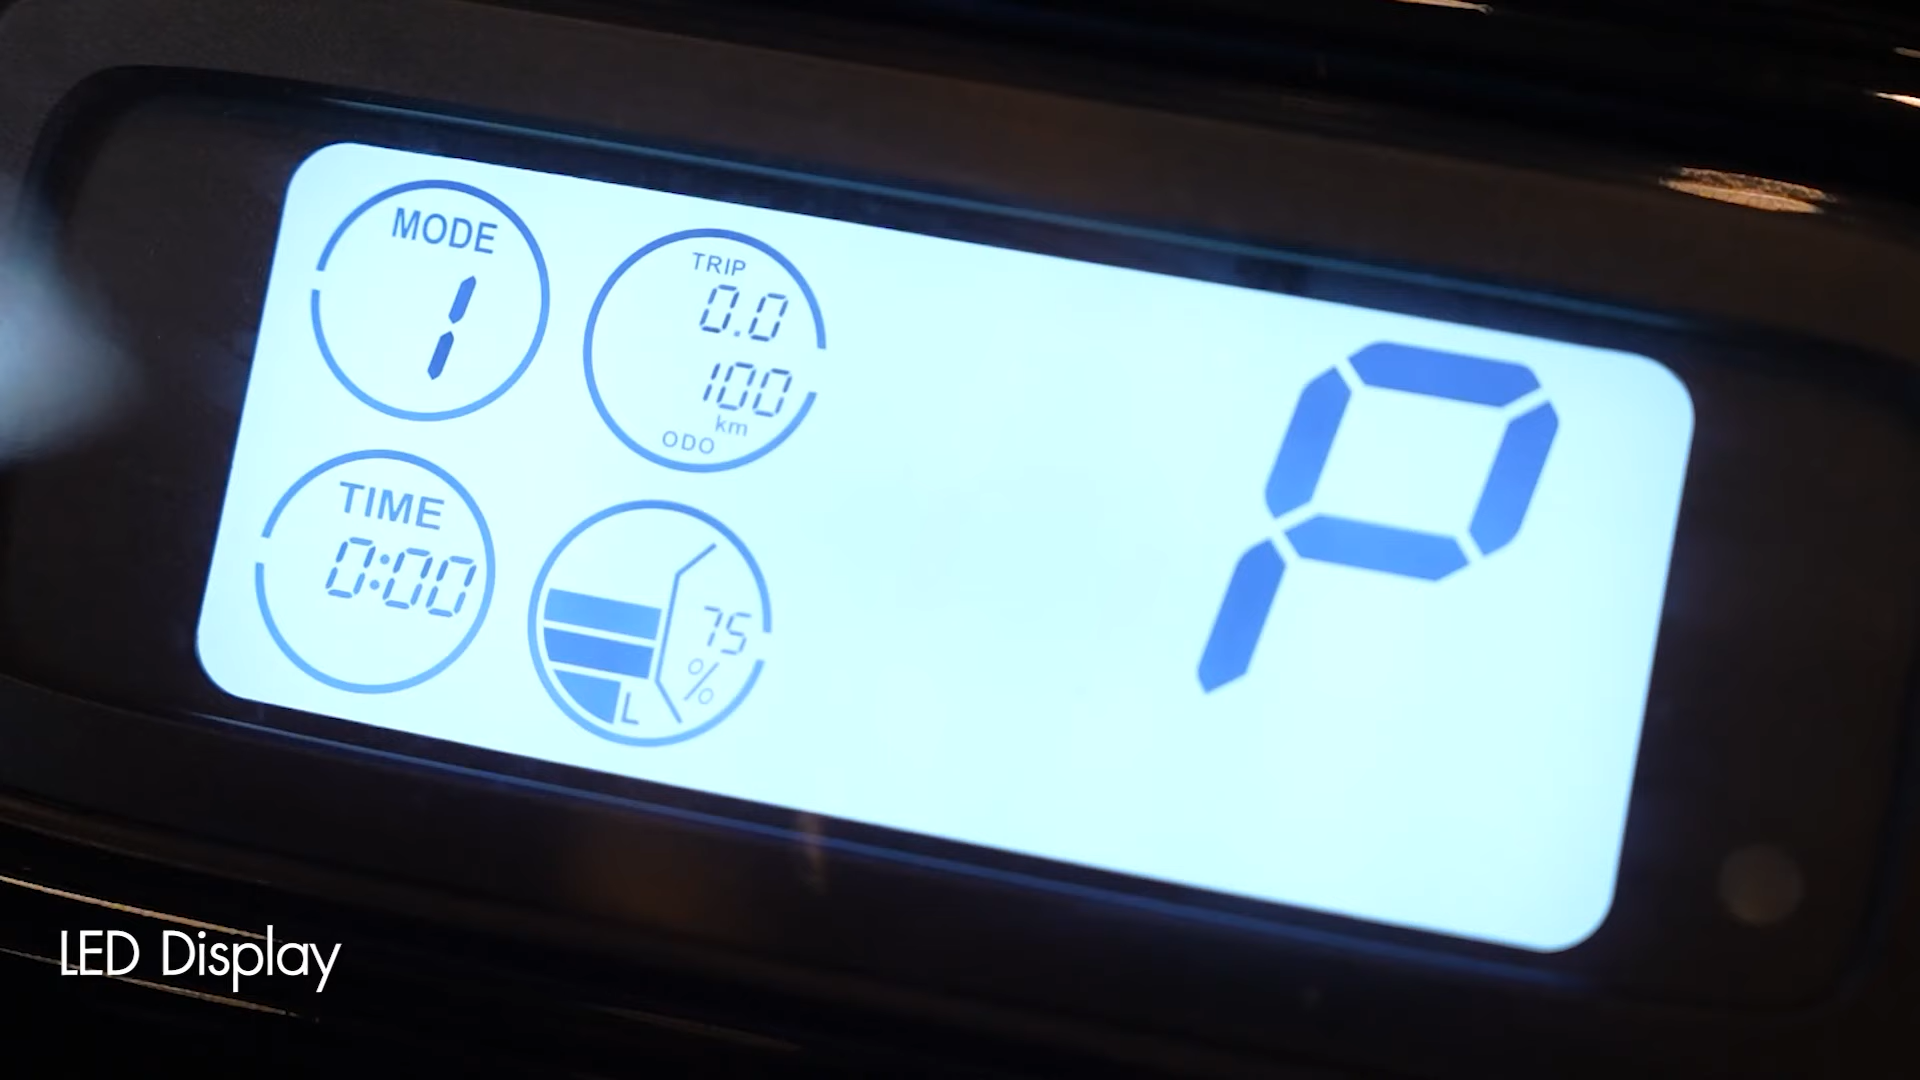 MODE
1
TRIP
0.0
100
km
ODO
TIME
0:00
75
%
L
P
LED Display